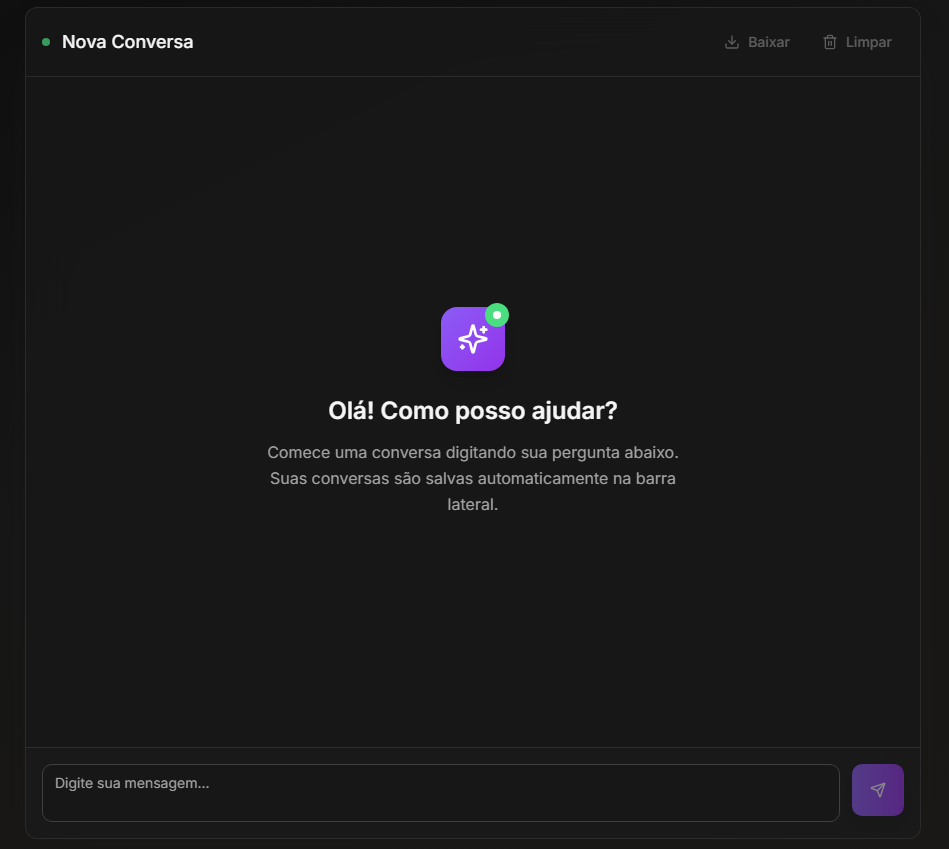 Nova Conversa
Baixar
Limpar
Olá! Como posso ajudar?
Comece uma conversa digitando sua pergunta abaixo.
Suas conversas são salvas automaticamente na barra
lateral.
Digite sua mensagem...